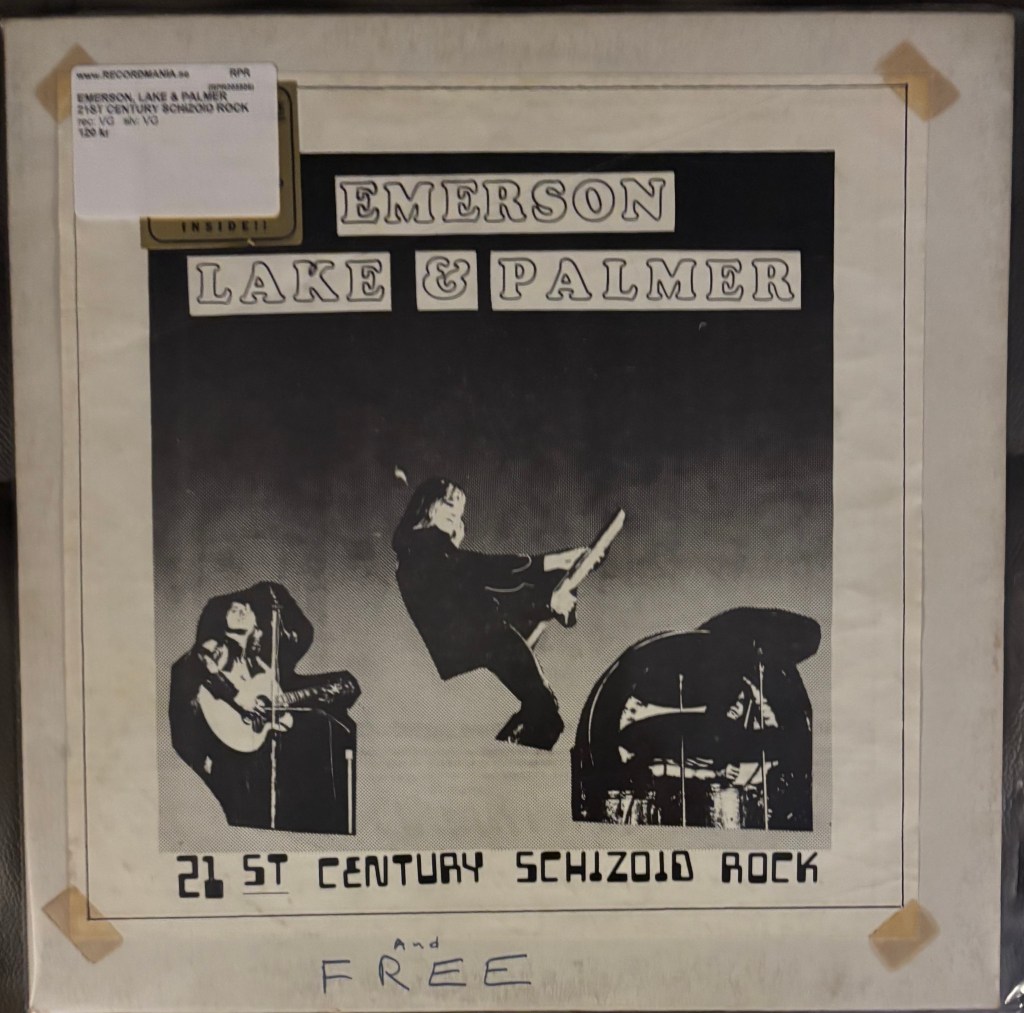 www.RECORDMANIA.se RPR
EMERSON, LAKE & PALMER
21ST CENTURY SCHIZOID ROCK
rec: VG slv: VG
120 kr
INSIDE!!
EMERSON
LAKE & PALMER
21 ST CENTURY SCHIZOID ROCK
And
FREE